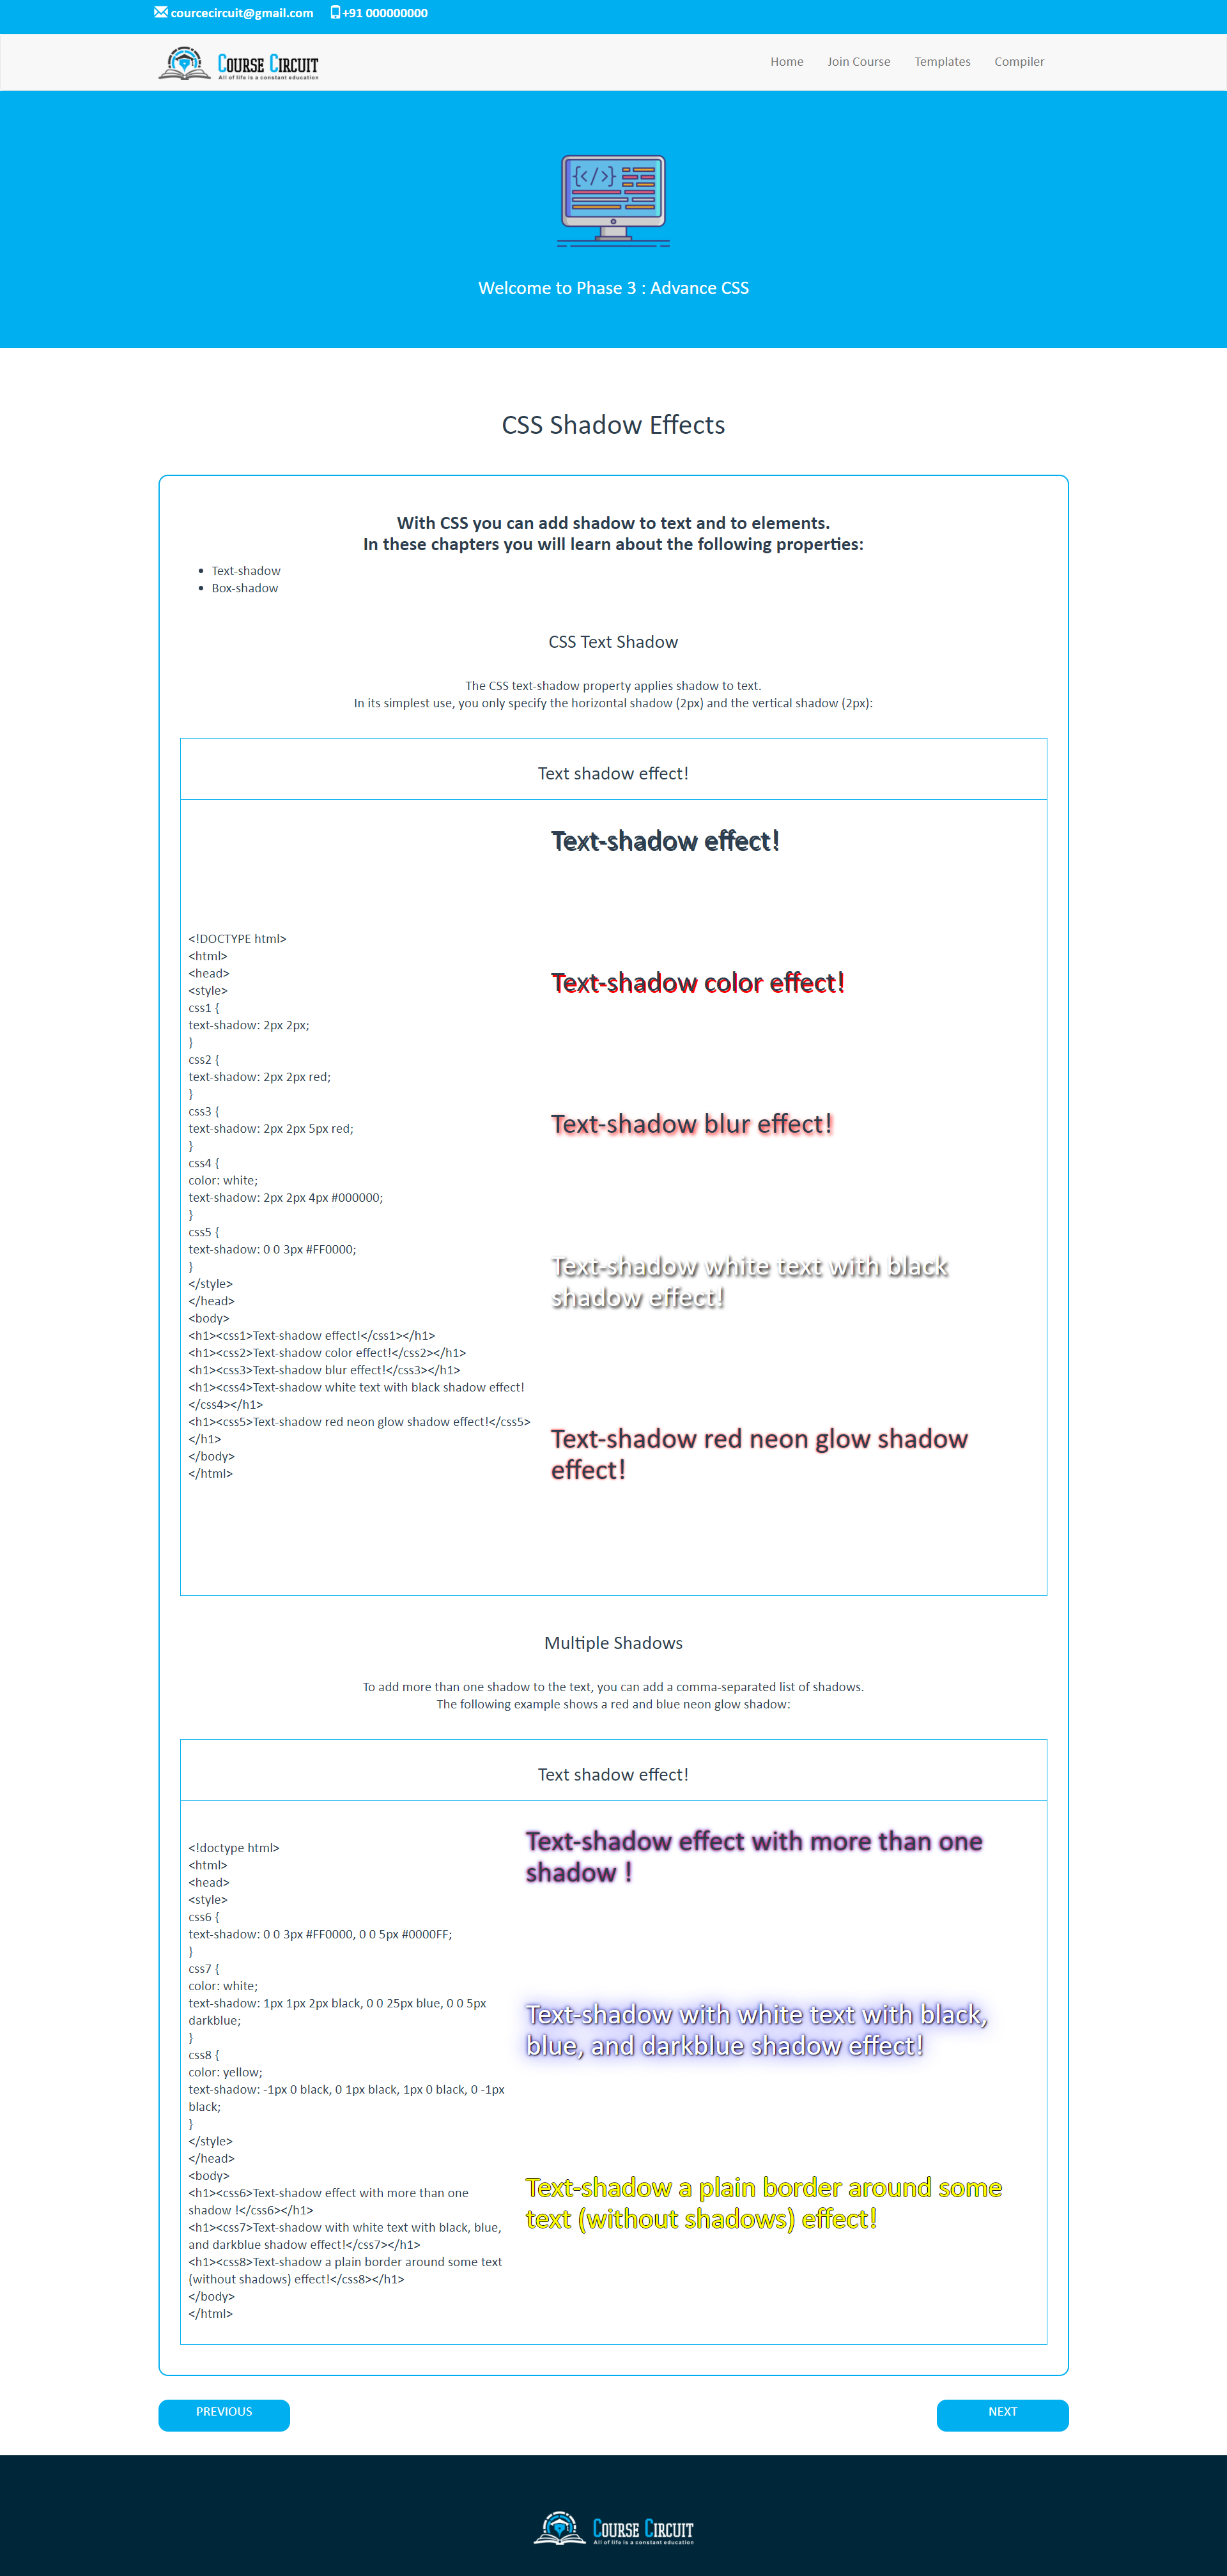 courcecircuit@gmail.com +91 000000000
COURSE CIRCUIT
All of life is a constant education
Home Join Course Templates Compiler
{</>}
Welcome to Phase 3 : Advance CSS
CSS Shadow Effects
With CSS you can add shadow to text and to elements.
In these chapters you will learn about the following properties:
• Text-shadow
• Box-shadow
CSS Text Shadow
The CSS text-shadow property applies shadow to text.
In its simplest use, you only specify the horizontal shadow (2px) and the vertical shadow (2px):
Text shadow effect!
<!DOCTYPE html>
<html>
<head>
<style>
css1 {
text-shadow: 2px 2px;
}
css2 {
text-shadow: 2px 2px red;
}
css3 {
text-shadow: 2px 2px 5px red;
}
css4 {
color: white;
text-shadow: 2px 2px 4px #000000;
}
css5 {
text-shadow: 0 0 3px #FF0000;
}
</style>
</head>
<body>
<h1><css1>Text-shadow effect!</css1></h1>
<h1><css2>Text-shadow color effect!</css2></h1>
<h1><css3>Text-shadow blur effect!</css3></h1>
<h1><css4>Text-shadow white text with black shadow effect!
</css4></h1>
<h1><css5>Text-shadow red neon glow shadow effect!</css5>
</h1>
</body>
</html>
Text-shadow effect!
Text-shadow color effect!
Text-shadow blur effect!
Text-shadow white text with black
shadow effect!
Text-shadow red neon glow shadow
effect!
Multiple Shadows
To add more than one shadow to the text, you can add a comma-separated list of shadows.
The following example shows a red and blue neon glow shadow:
Text shadow effect!
<!doctype html>
<html>
<head>
<style>
css6 {
text-shadow: 0 0 3px #FF0000, 0 0 5px #0000FF;
}
css7 {
color: white;
text-shadow: 1px 1px 2px black, 0 0 25px blue, 0 0 5px
darkblue;
}
css8 {
color: yellow;
text-shadow: -1px 0 black, 0 1px black, 1px 0 black, 0 -1px
black;
}
</style>
</head>
<body>
<h1><css6>Text-shadow effect with more than one
shadow !</css6></h1>
<h1><css7>Text-shadow with white text with black, blue,
and darkblue shadow effect!</css7></h1>
<h1><css8>Text-shadow a plain border around some text
(without shadows) effect!</css8></h1>
</body>
</html>
Text-shadow effect with more than one
shadow !
Text-shadow with white text with black,
blue, and darkblue shadow effect!
Text-shadow a plain border around some
text (without shadows) effect!
PREVIOUS NEXT
COURSE CIRCUIT
All of life is a constant education